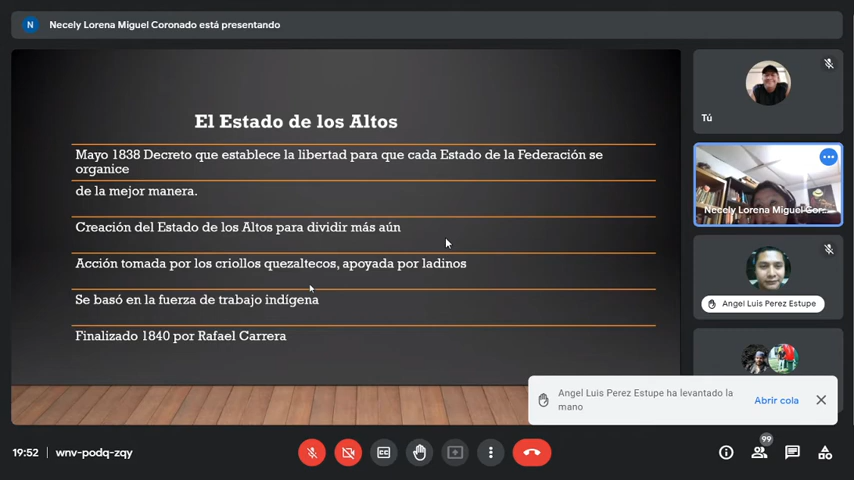 N
Necely Lorena Miguel Coronado está presentando
El Estado de los Altos
Mayo 1838 Decreto que establece la libertad para que cada Estado de la Federación se
organice
de la mejor manera.
Creación del Estado de los Altos para dividir más aún
Acción tomada por los criollos quezaltecos, apoyada por ladinos
Se basó en la fuerza de trabajo indígena
Finalizado 1840 por Rafael Carrera
Tú
Necely Lorena Miguel Cor...
Angel Luis Perez Estupe
Angel Luis Perez Estupe ha levantado la
mano
Abrir cola
19:52
wnv-podq-zqy
99